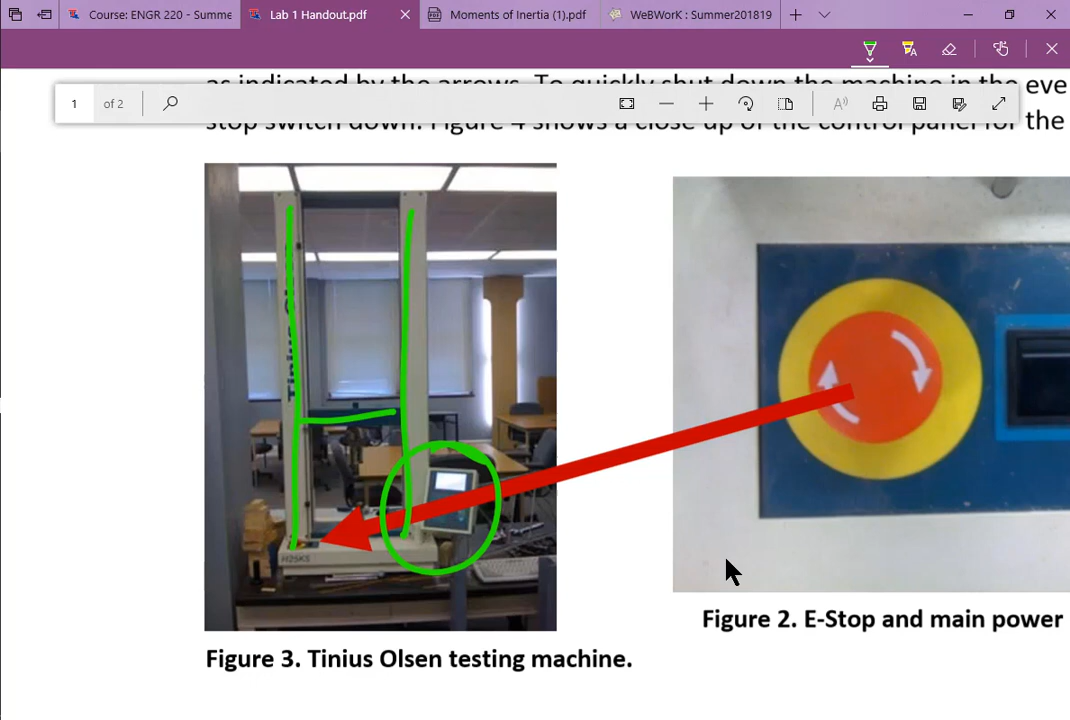 Course: ENGR 220 - Summe
Lab 1 Handout.pdf
Moments of Inertia (1).pdf
WeBWorK : Summer201819
1 of 2
as indicated by the arrows. To quickly shut down the machine in the eve
stop switch down. Figure 4 shows a close up of the control panel for the
H25KS
Figure 2. E-Stop and main power
Figure 3. Tinius Olsen testing machine.